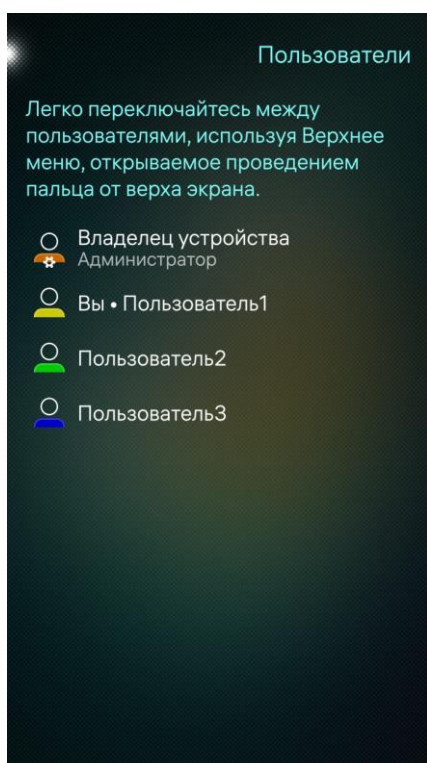 Пользователи
Легко переключайтесь между
пользователями, используя Верхнее
меню, открываемое проведением
пальца от верха экрана.
Владелец устройства
Администратор
Вы • Пользователь1
Пользователь2
Пользователь3